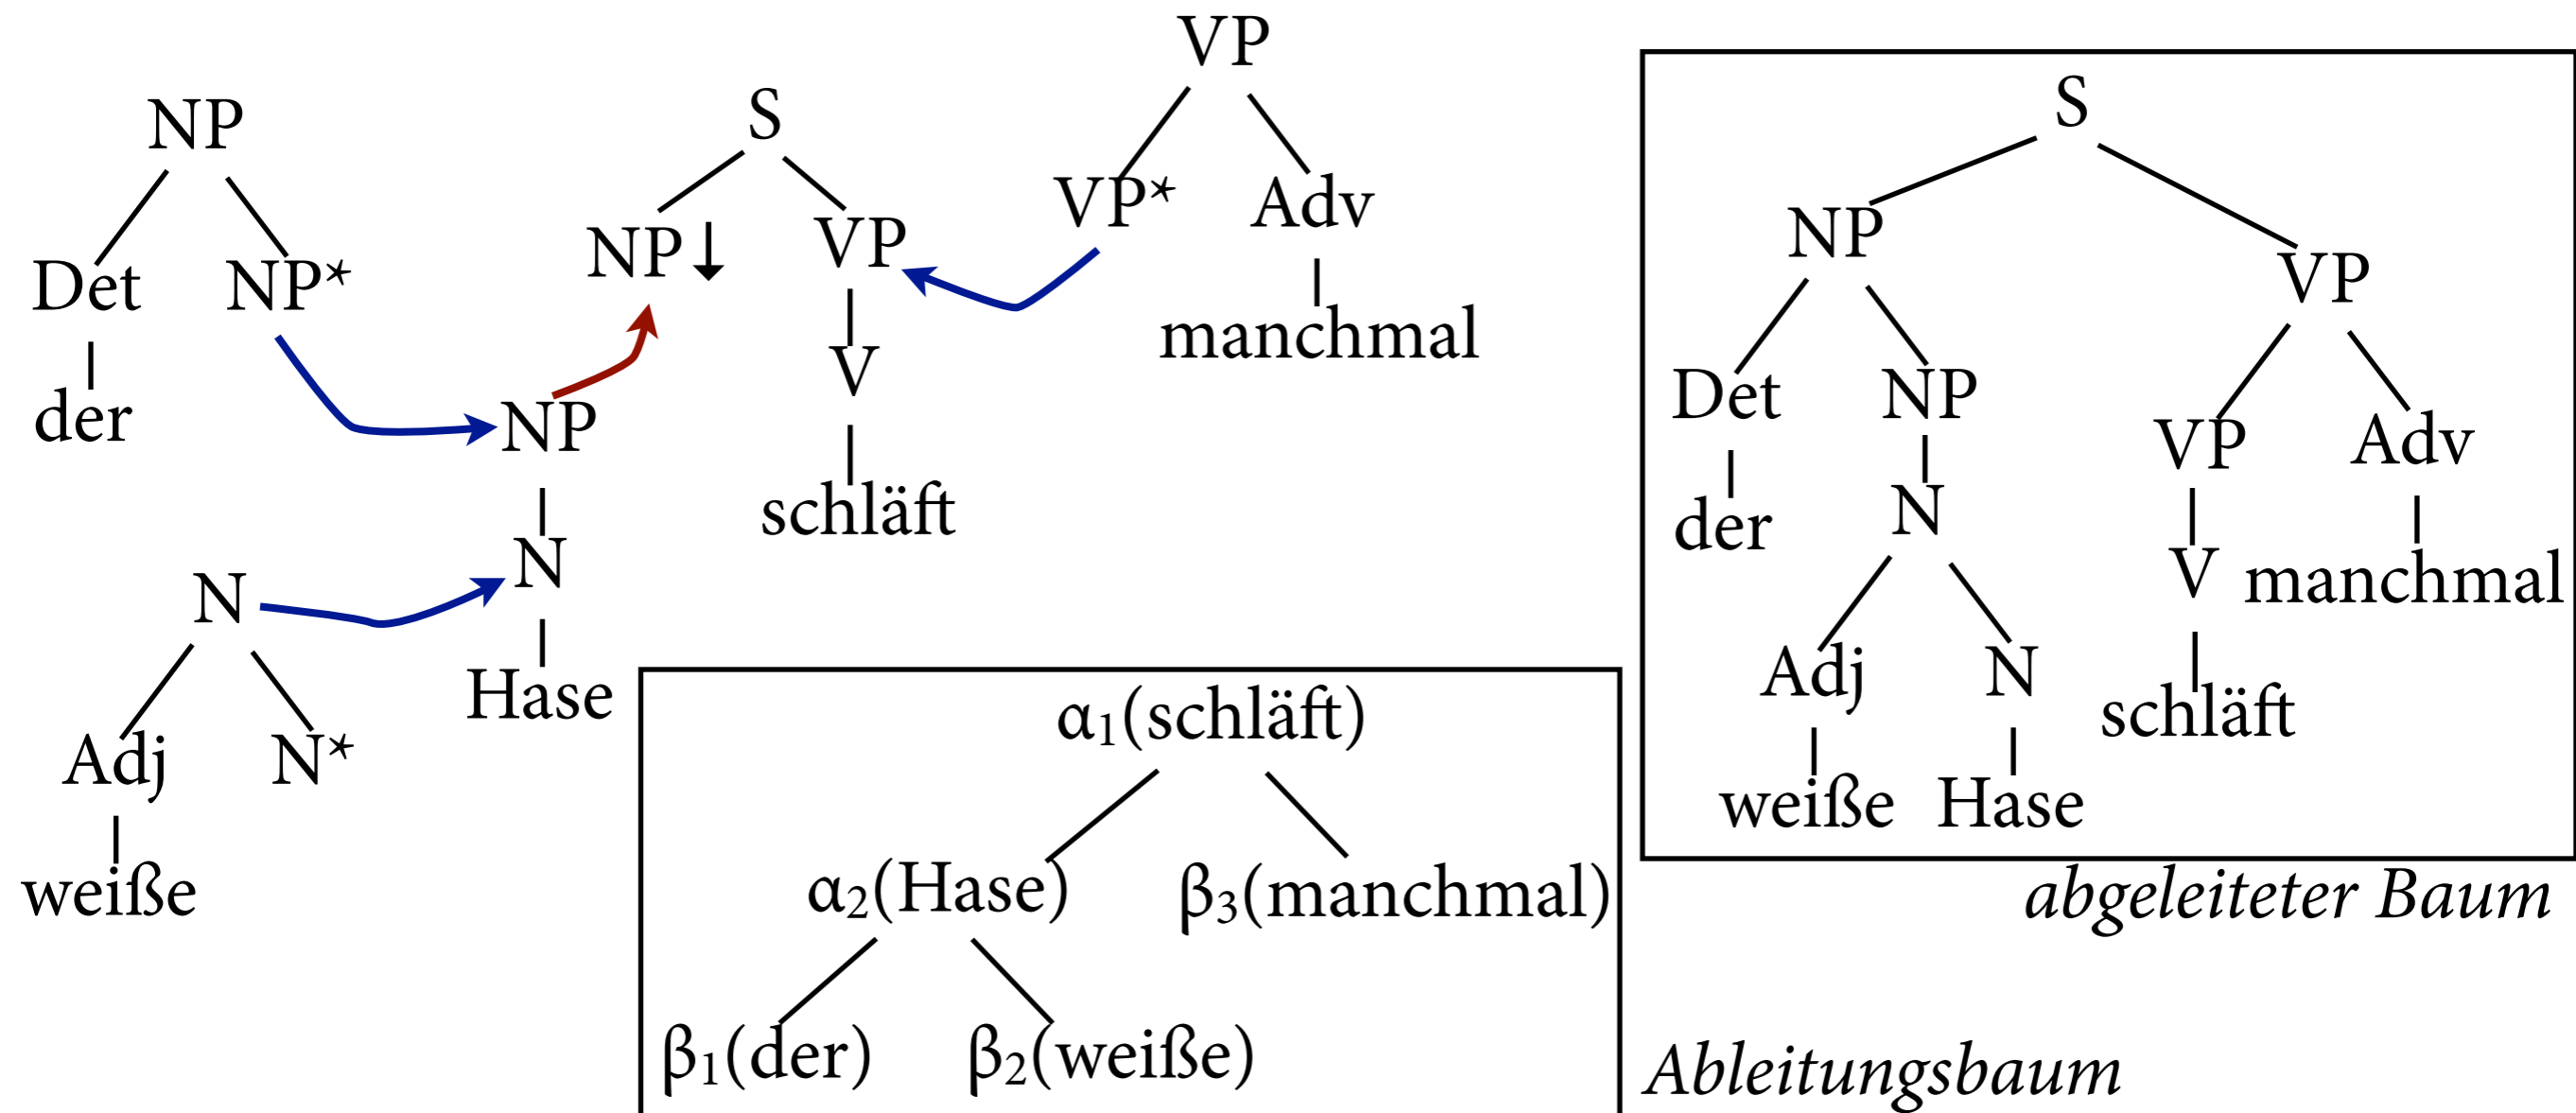 NP
Det NP*
der
N
Adj N*
weiße
S
NP↓ VP
V
schläft
NP
N
Hase
VP
VP* Adv
manchmal
α₁(schläft)
α₂(Hase) β₃(manchmal)
β₁(der) β₂(weiße)
Ableitungsbaum
S
NP
VP
Det NP
VP Adv
der
N
V manchmal
Adj N
schläft
weiße Hase
abgeleiteter Baum